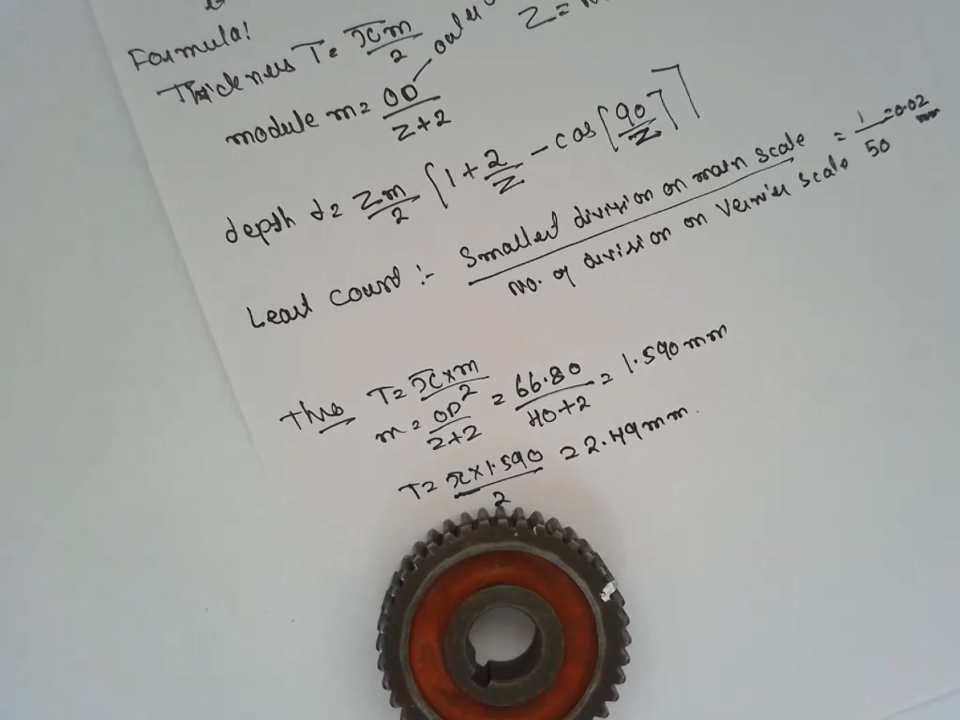 Formula:
Thickness T = πm/2
module m = OD/Z+2
Z =
depth d = Zm/2 [1 + 2/Z - cos[90/Z]]
Least count :- Smallest division on main scale / No. of division on Vernier Scale = 1/50 = 0.02 mm
Thus T = π×m/2
m = OD/Z+2 = 66.80/40+2 = 1.590 mm
T = π×1.590/2 = 2.49 mm.